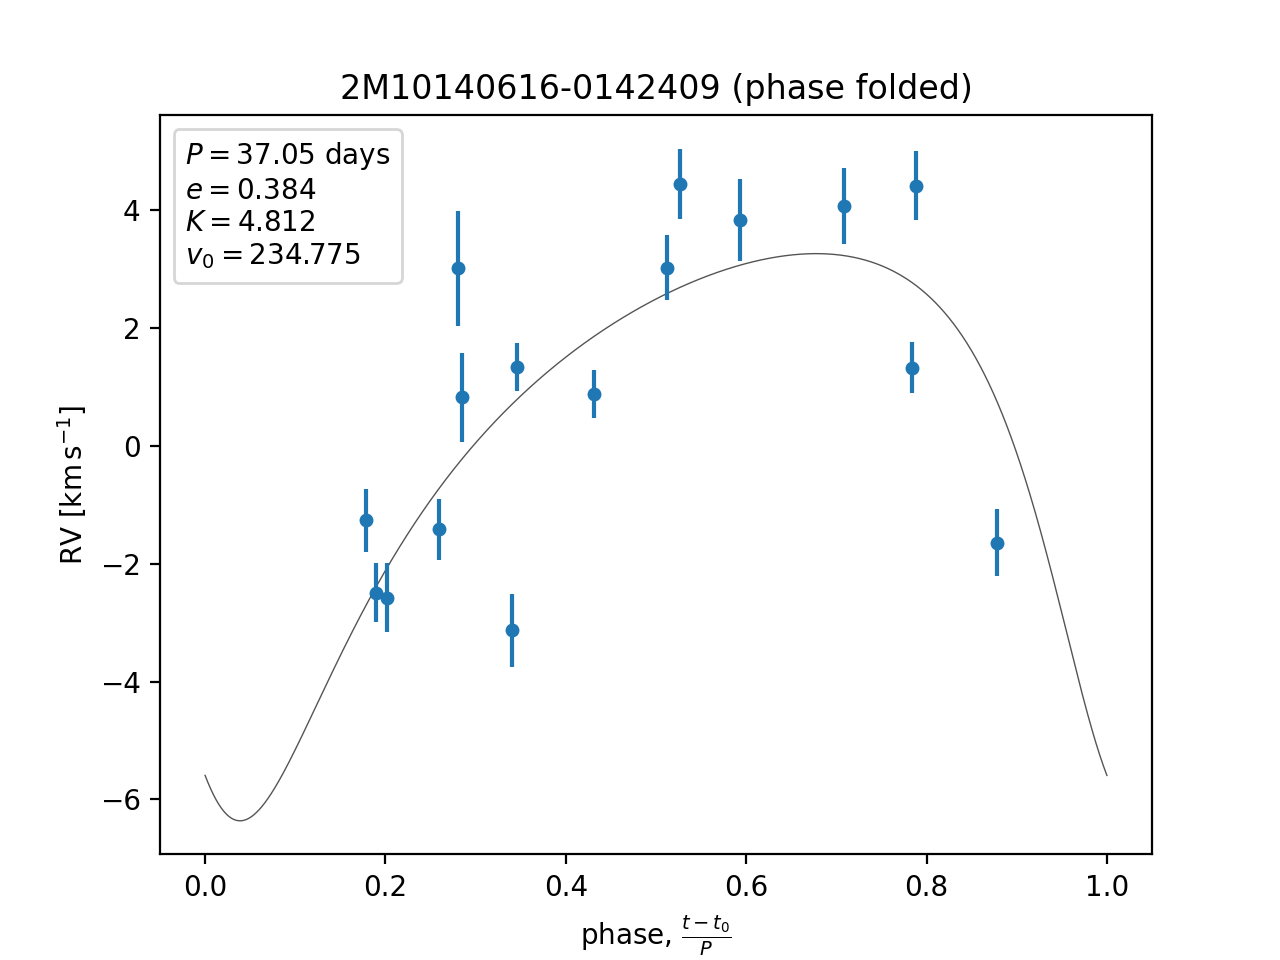 2M10140616-0142409 (phase folded)
P = 37.05 days
e = 0.384
K = 4.812
v₀ = 234.775
RV [km s⁻¹]
4
2
0
−2
−4
−6
0.0 0.2 0.4 0.6 0.8 1.0
phase, (t − t₀)/P